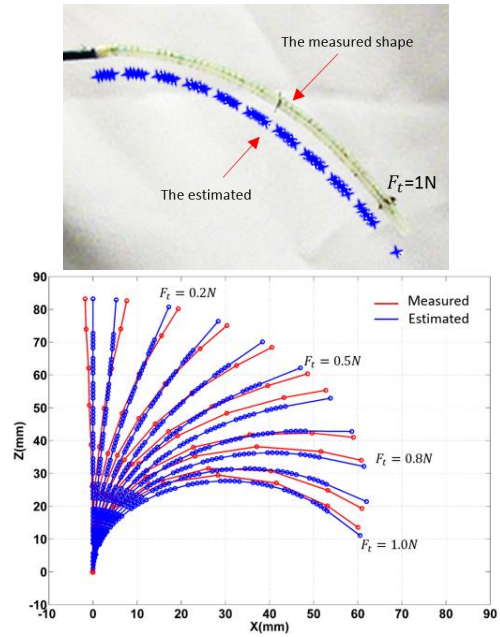 The measured shape
The estimated
F_t=1N
90
80
70
60
50
40
30
20
10
0
-10
Z(mm)
F_t = 0.2N
Measured
Estimated
F_t = 0.5N
F_t = 0.8N
F_t = 1.0N
-10 0 10 20 30 40 50 60 70 80 90
X(mm)